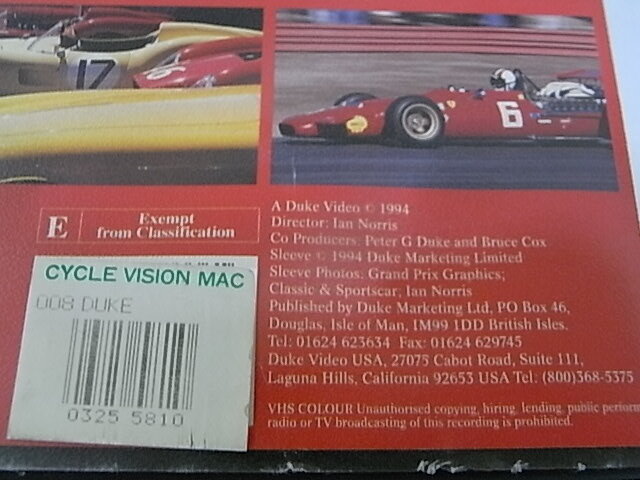 17
16
6
A Duke Video © 1994
Director: Ian Norris
Co Producers: Peter G Duke and Bruce Cox
Sleeve © 1994 Duke Marketing Limited
Sleeve Photos: Grand Prix Graphics;
Classic & Sportscar; Ian Norris
Published by Duke Marketing Ltd, PO Box 46,
Douglas, Isle of Man, IM99 1DD British Isles.
Tel: 01624 623634 Fax: 01624 629745
Duke Video USA, 27075 Cabot Road, Suite 111,
Laguna Hills, California 92653 USA Tel: (800)368-5375
VHS COLOUR Unauthorised copying, hiring, lending, public perform
radio or TV broadcasting of this recording is prohibited.
E
Exempt
from Classification
CYCLE VISION MAC
008 DUKE
0325 5810